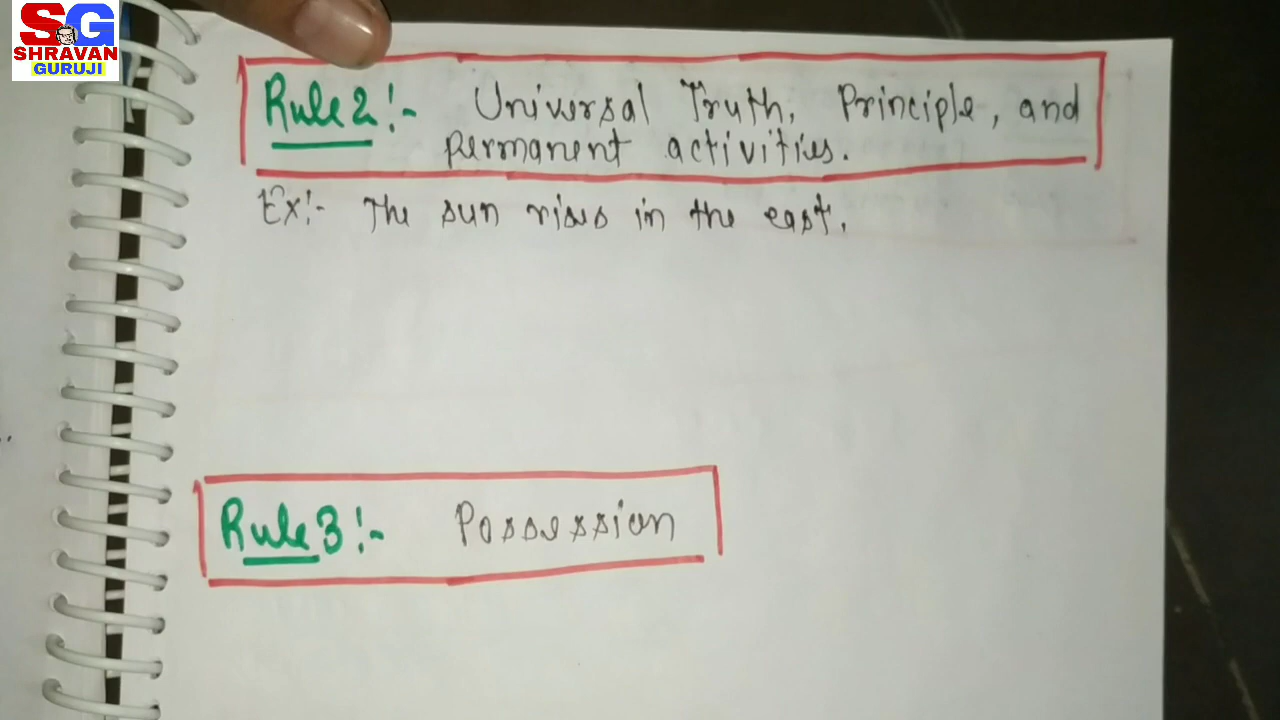 SG
SHRAVAN
GURUJI
Rule 2:- Universal Truth, Principle, and
permanent activities.
Ex:- The sun rises in the east.
Rule 3:- Possession